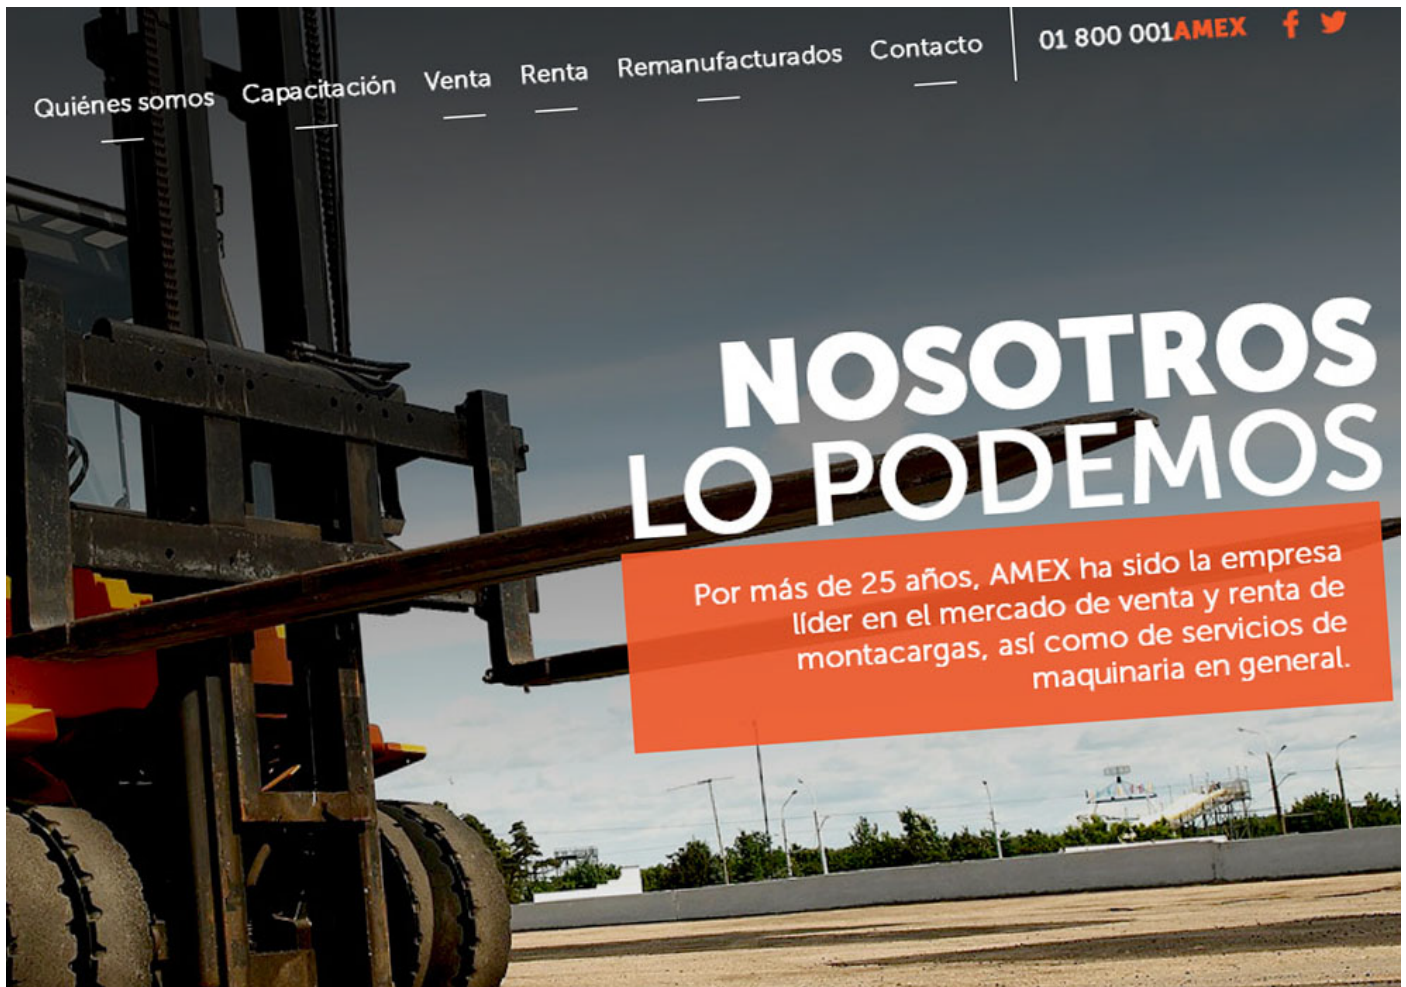 Quiénes somos Capacitación Venta Renta Remanufacturados Contacto 01 800 001AMEX
NOSOTROS
LO PODEMOS
Por más de 25 años, AMEX ha sido la empresa
líder en el mercado de venta y renta de
montacargas, así como de servicios de
maquinaria en general.